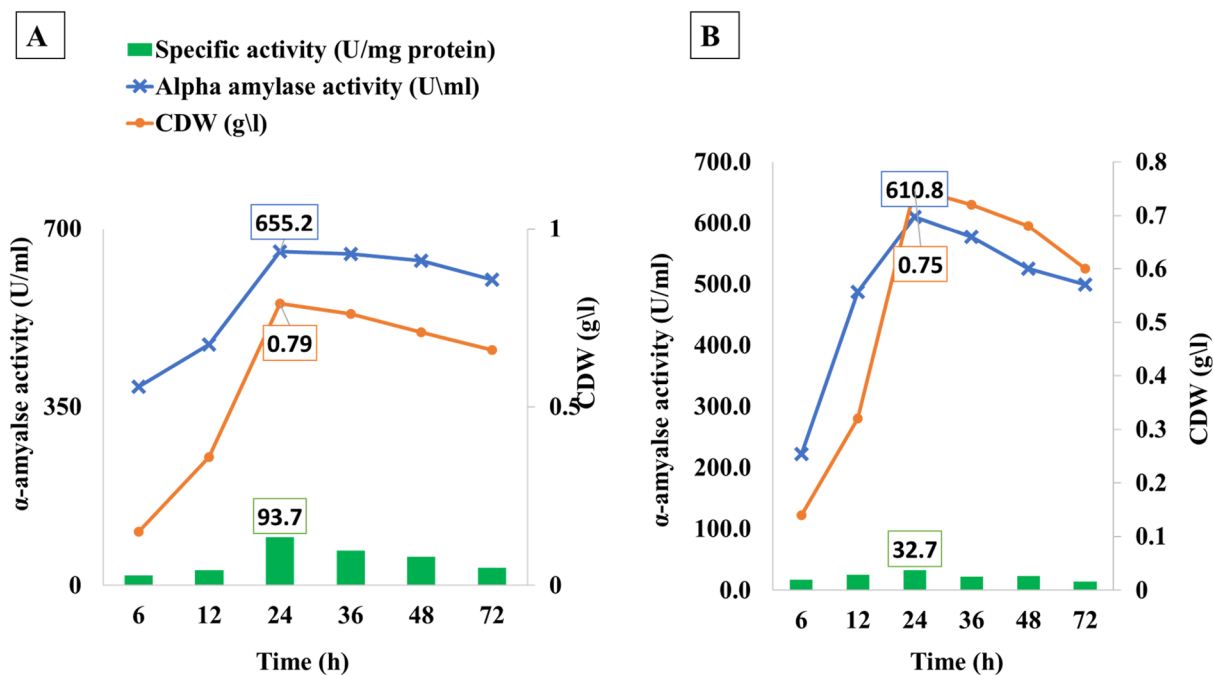 A
B
Specific activity (U/mg protein)
Alpha amylase activity (U\ml)
CDW (g\l)
α-amyalse activity (U/ml)
700
350
0
655.2
0.79
93.7
1
0.5
0
CDW (g\l)
6 12 24 36 48 72
Time (h)
α-amyalse activity (U/ml)
700.0
600.0
500.0
400.0
300.0
200.0
100.0
0.0
610.8
0.75
32.7
0.8
0.7
0.6
0.5
0.4
0.3
0.2
0.1
0
CDW (g\l)
6 12 24 36 48 72
Time (h)